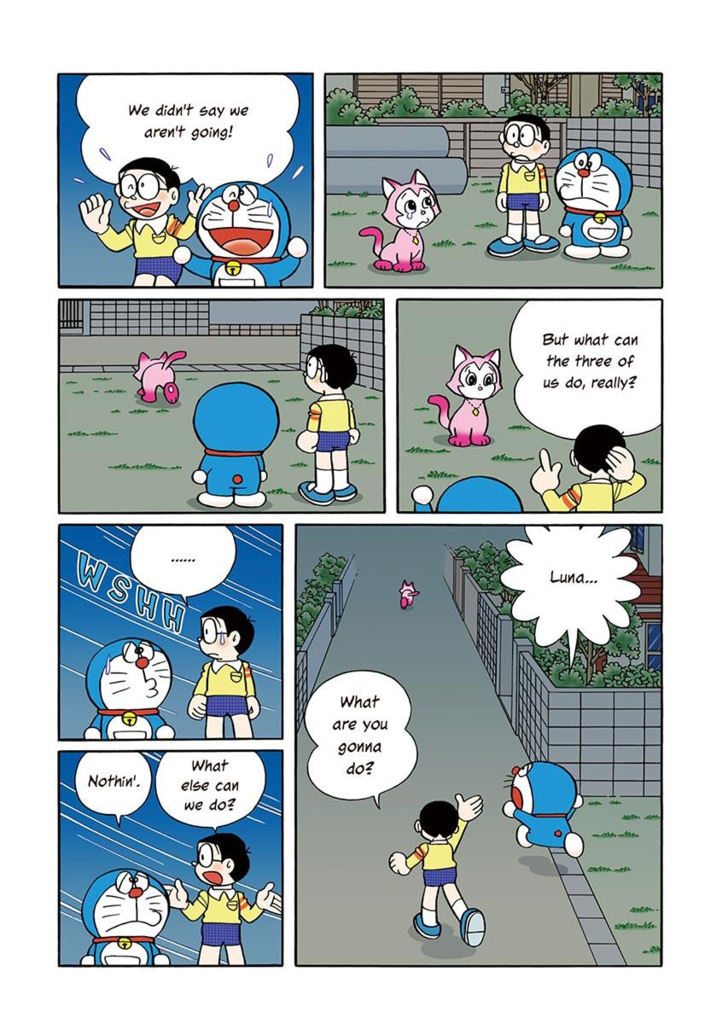 We didn't say we
aren't going!
But what can
the three of
us do, really?
......
WSHH
Luna...
What
are you
gonna
do?
Nothin'.
What
else can
we do?